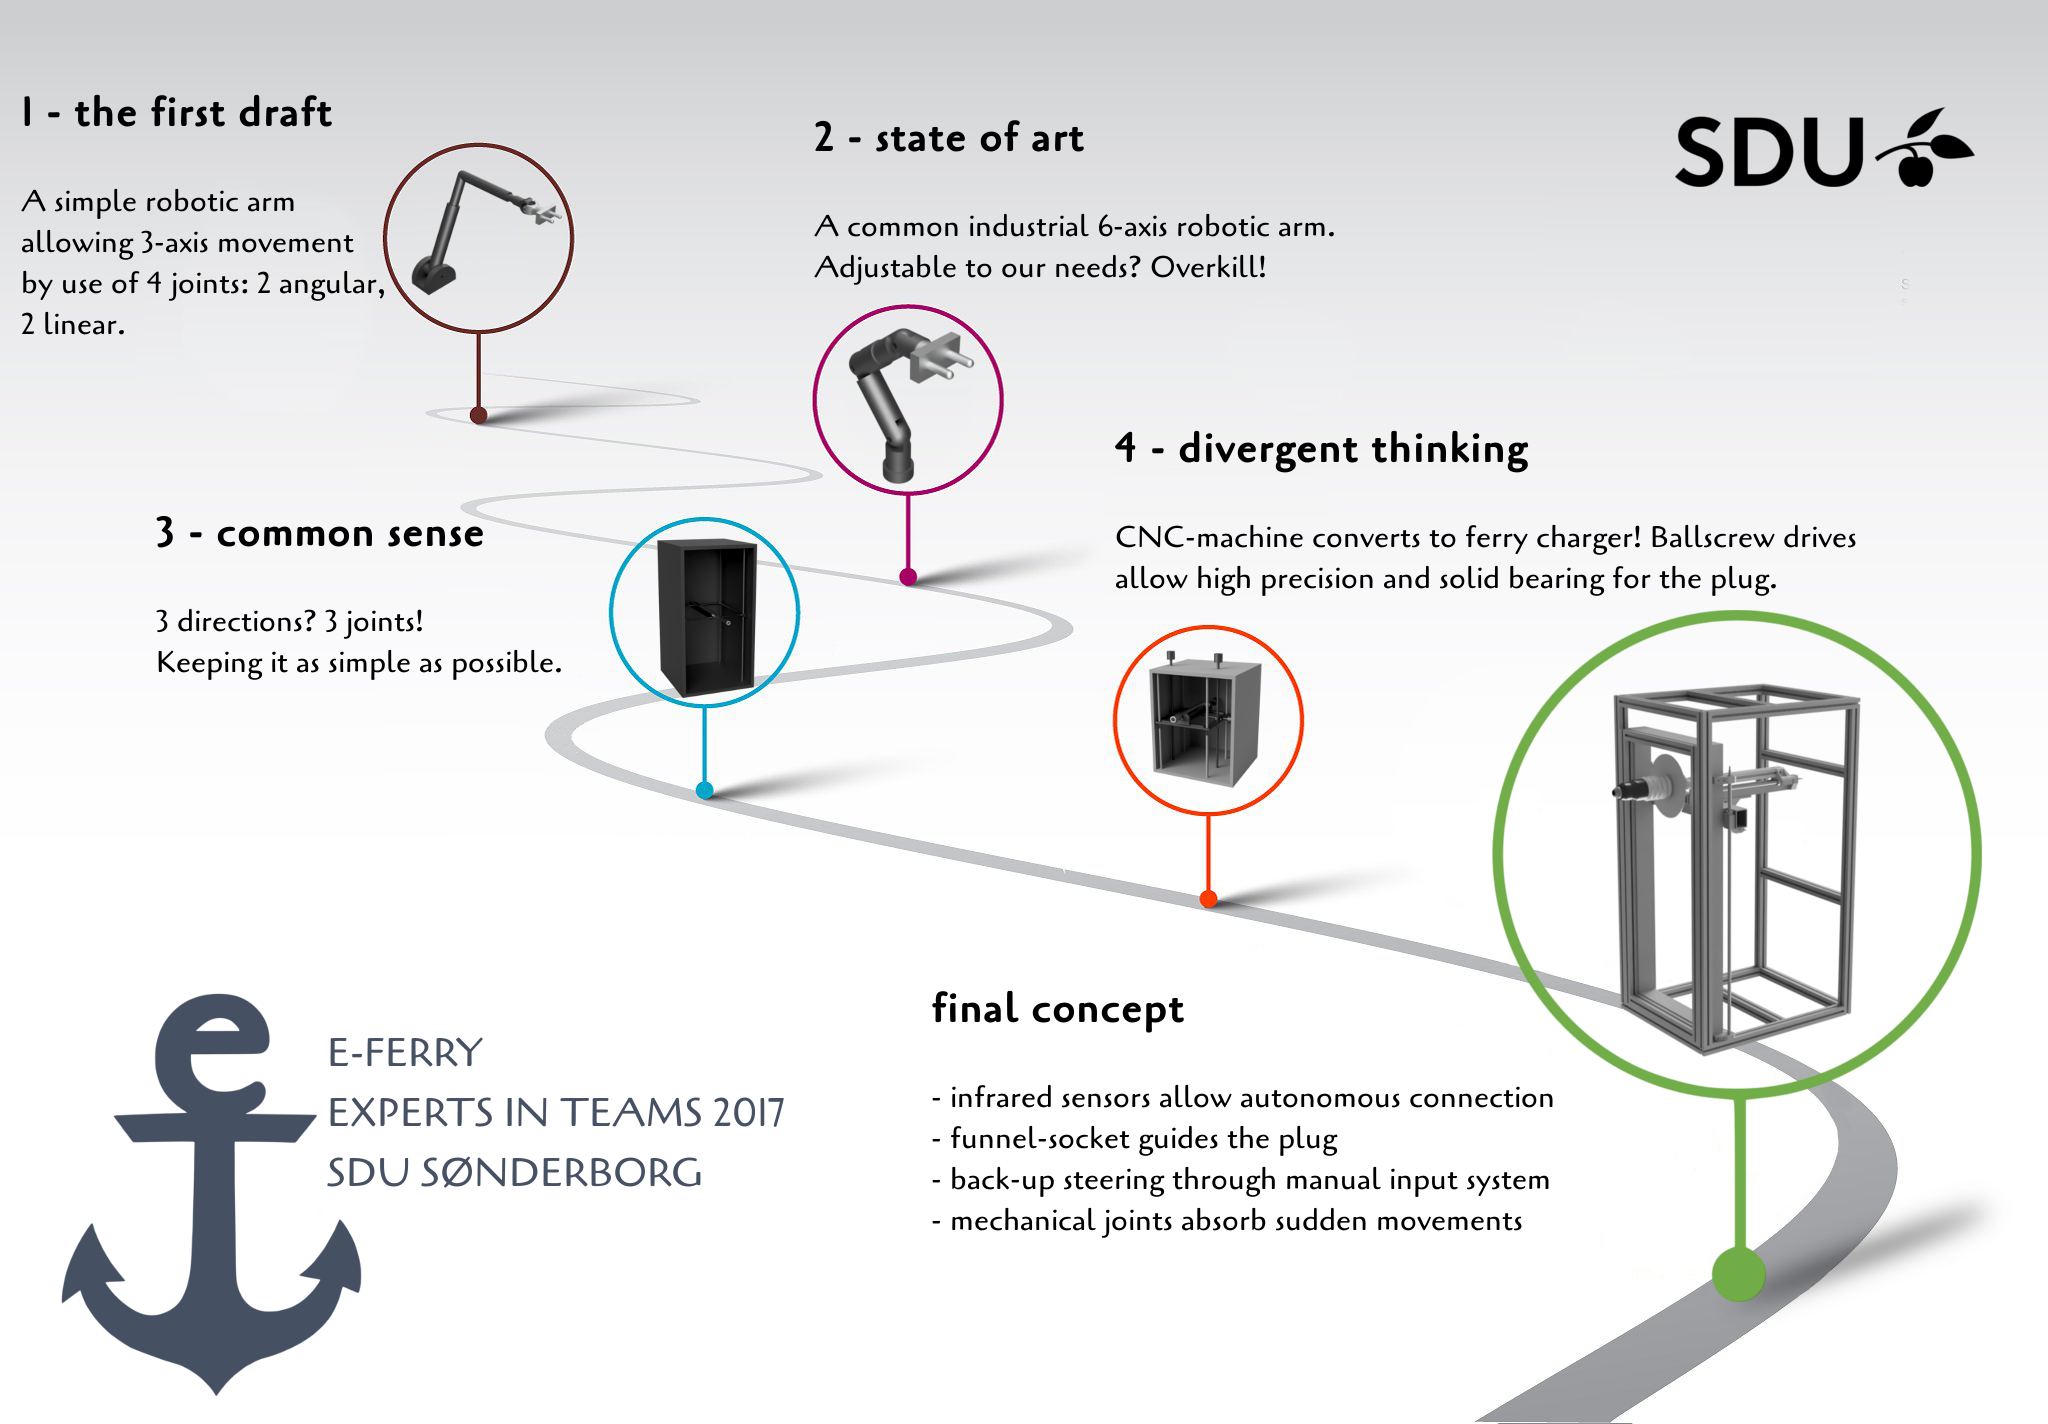 1 - the first draft
A simple robotic arm
allowing 3-axis movement
by use of 4 joints: 2 angular,
2 linear.
2 - state of art
A common industrial 6-axis robotic arm.
Adjustable to our needs? Overkill!
SDU
3 - common sense
3 directions? 3 joints!
Keeping it as simple as possible.
4 - divergent thinking
CNC-machine converts to ferry charger! Ballscrew drives
allow high precision and solid bearing for the plug.
final concept
- infrared sensors allow autonomous connection
- funnel-socket guides the plug
- back-up steering through manual input system
- mechanical joints absorb sudden movements
e
E-FERRY
EXPERTS IN TEAMS 2017
SDU SØNDERBORG